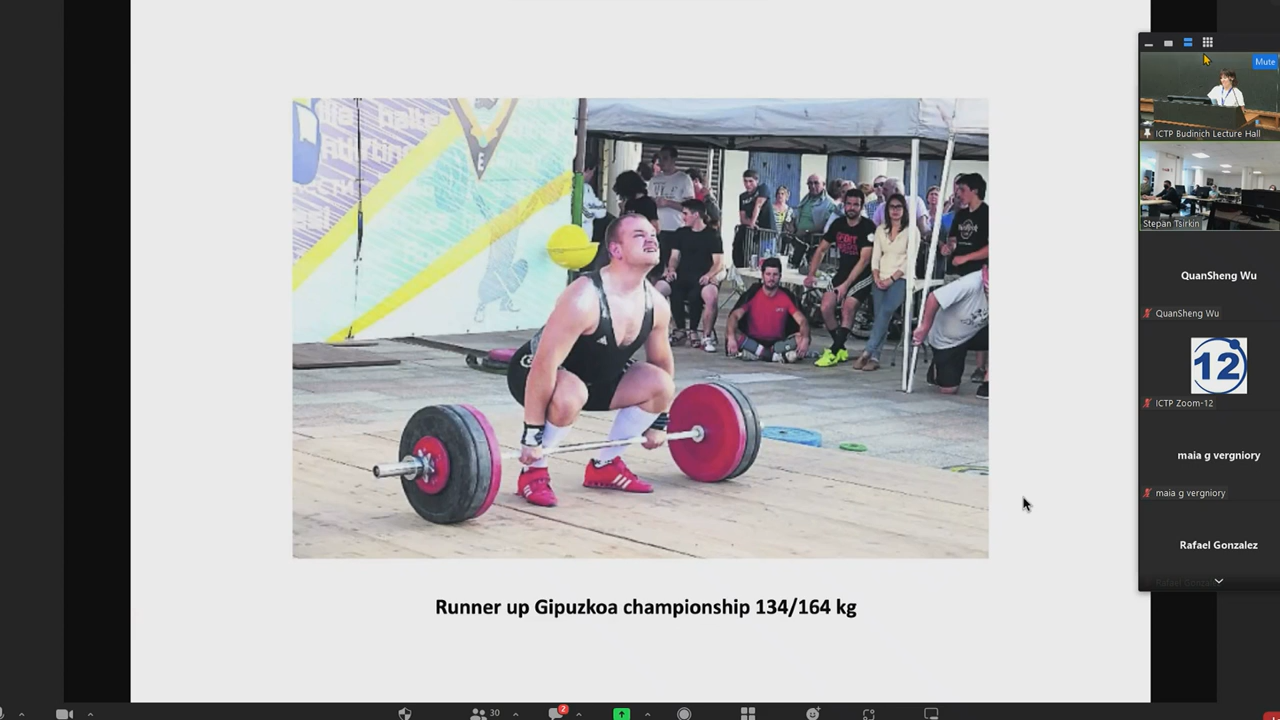 Runner up Gipuzkoa championship 134/164 kg
Mute
ICTP Budinich Lecture Hall
Stepan Tsirkin
QuanSheng Wu
QuanSheng Wu
12
ICTP Zoom-12
maia g vergniory
maia g vergniory
Rafael Gonzalez
30
2